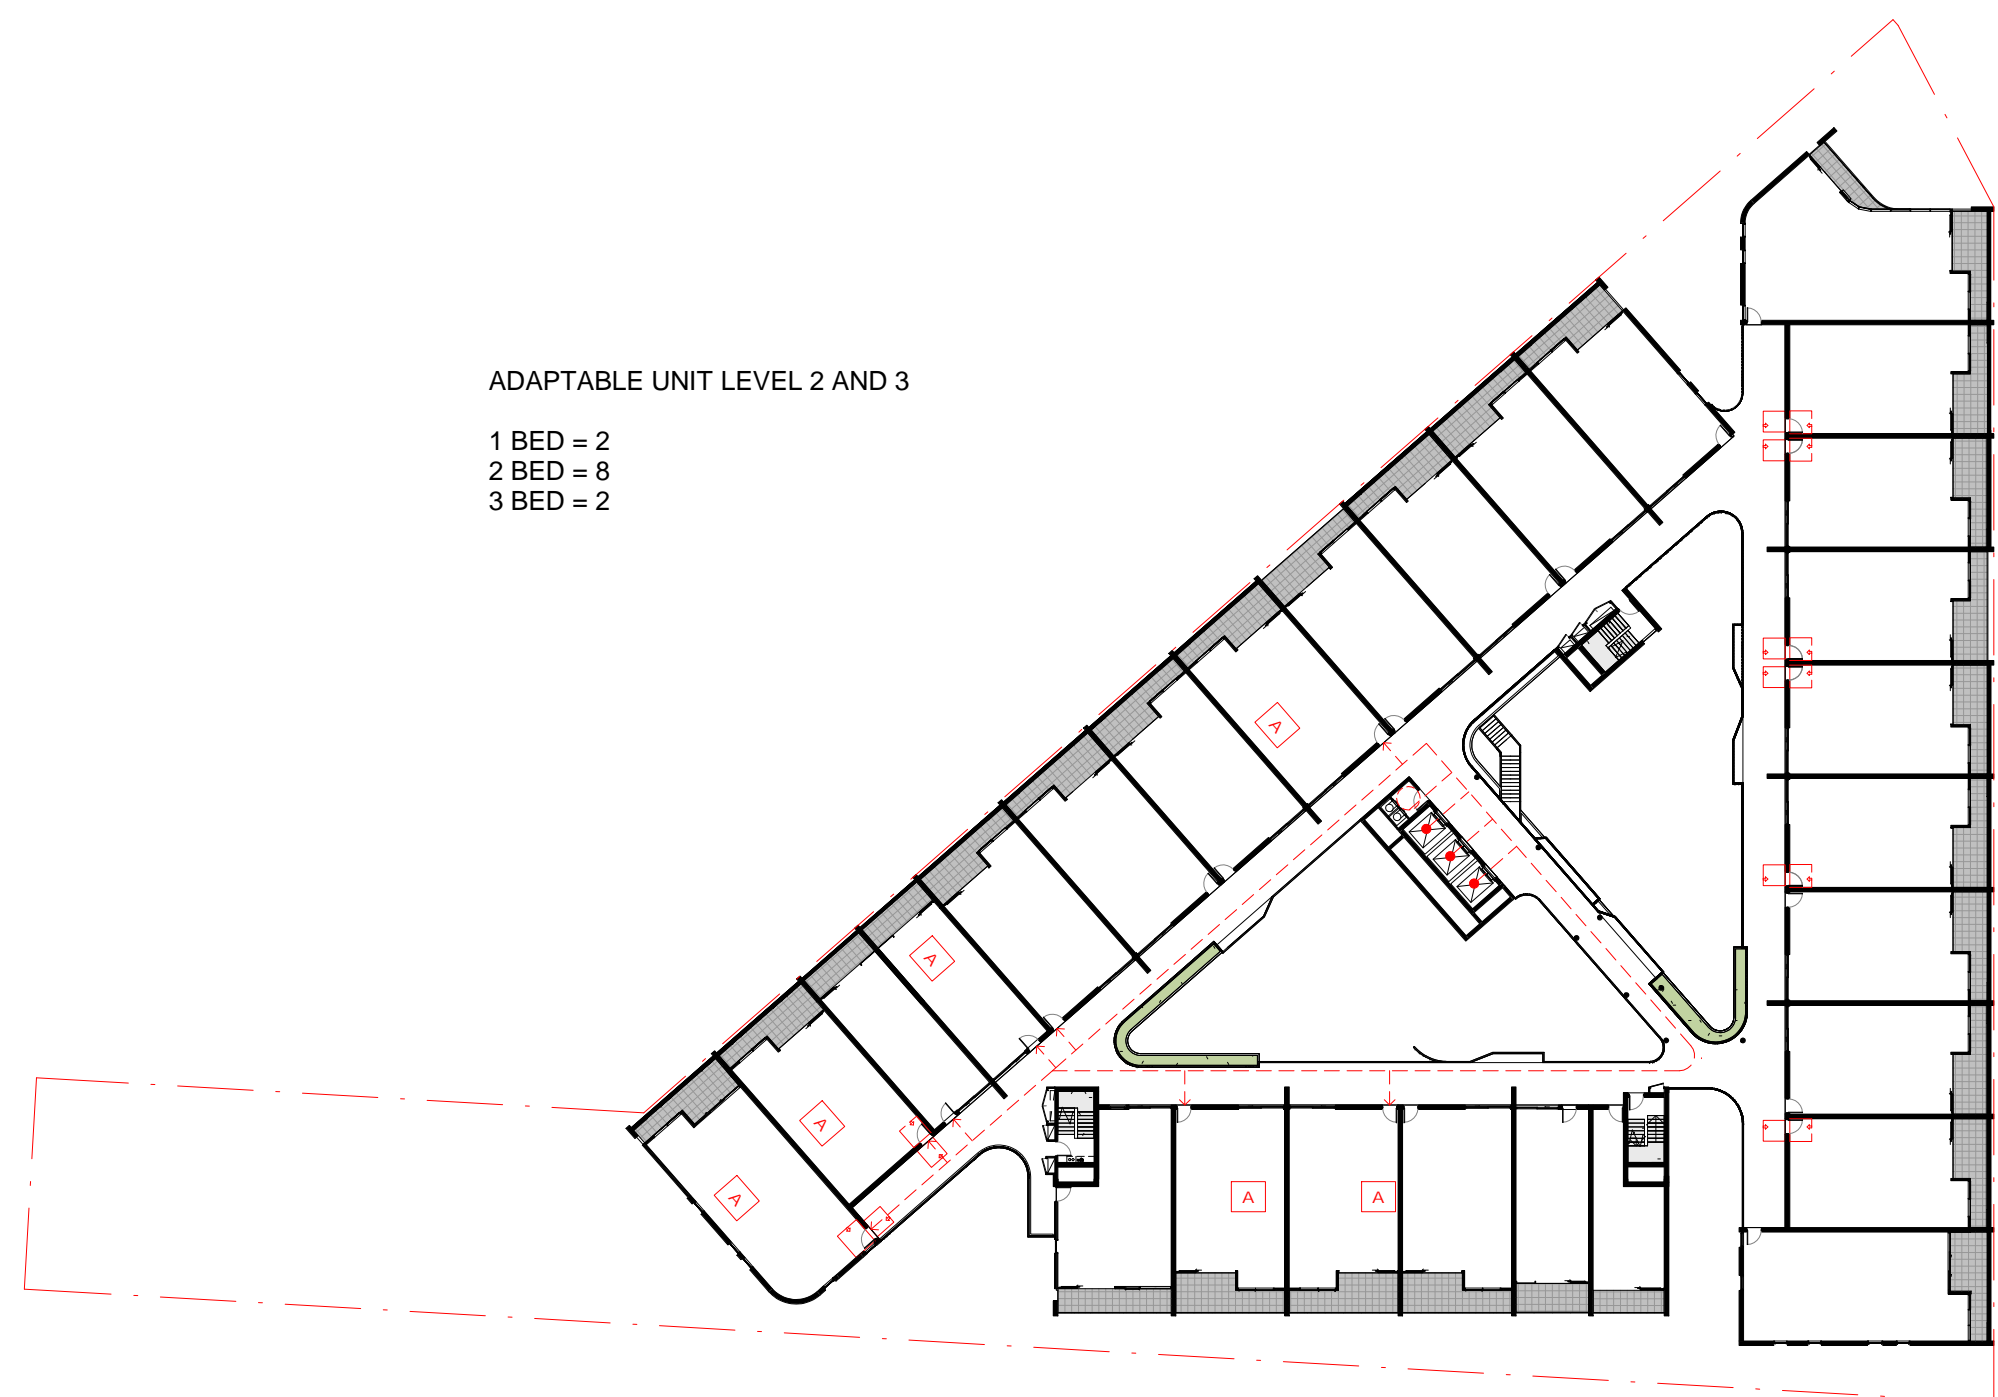 ADAPTABLE UNIT LEVEL 2 AND 3
1 BED = 2
2 BED = 8
3 BED = 2
A
A
A
A
A
A